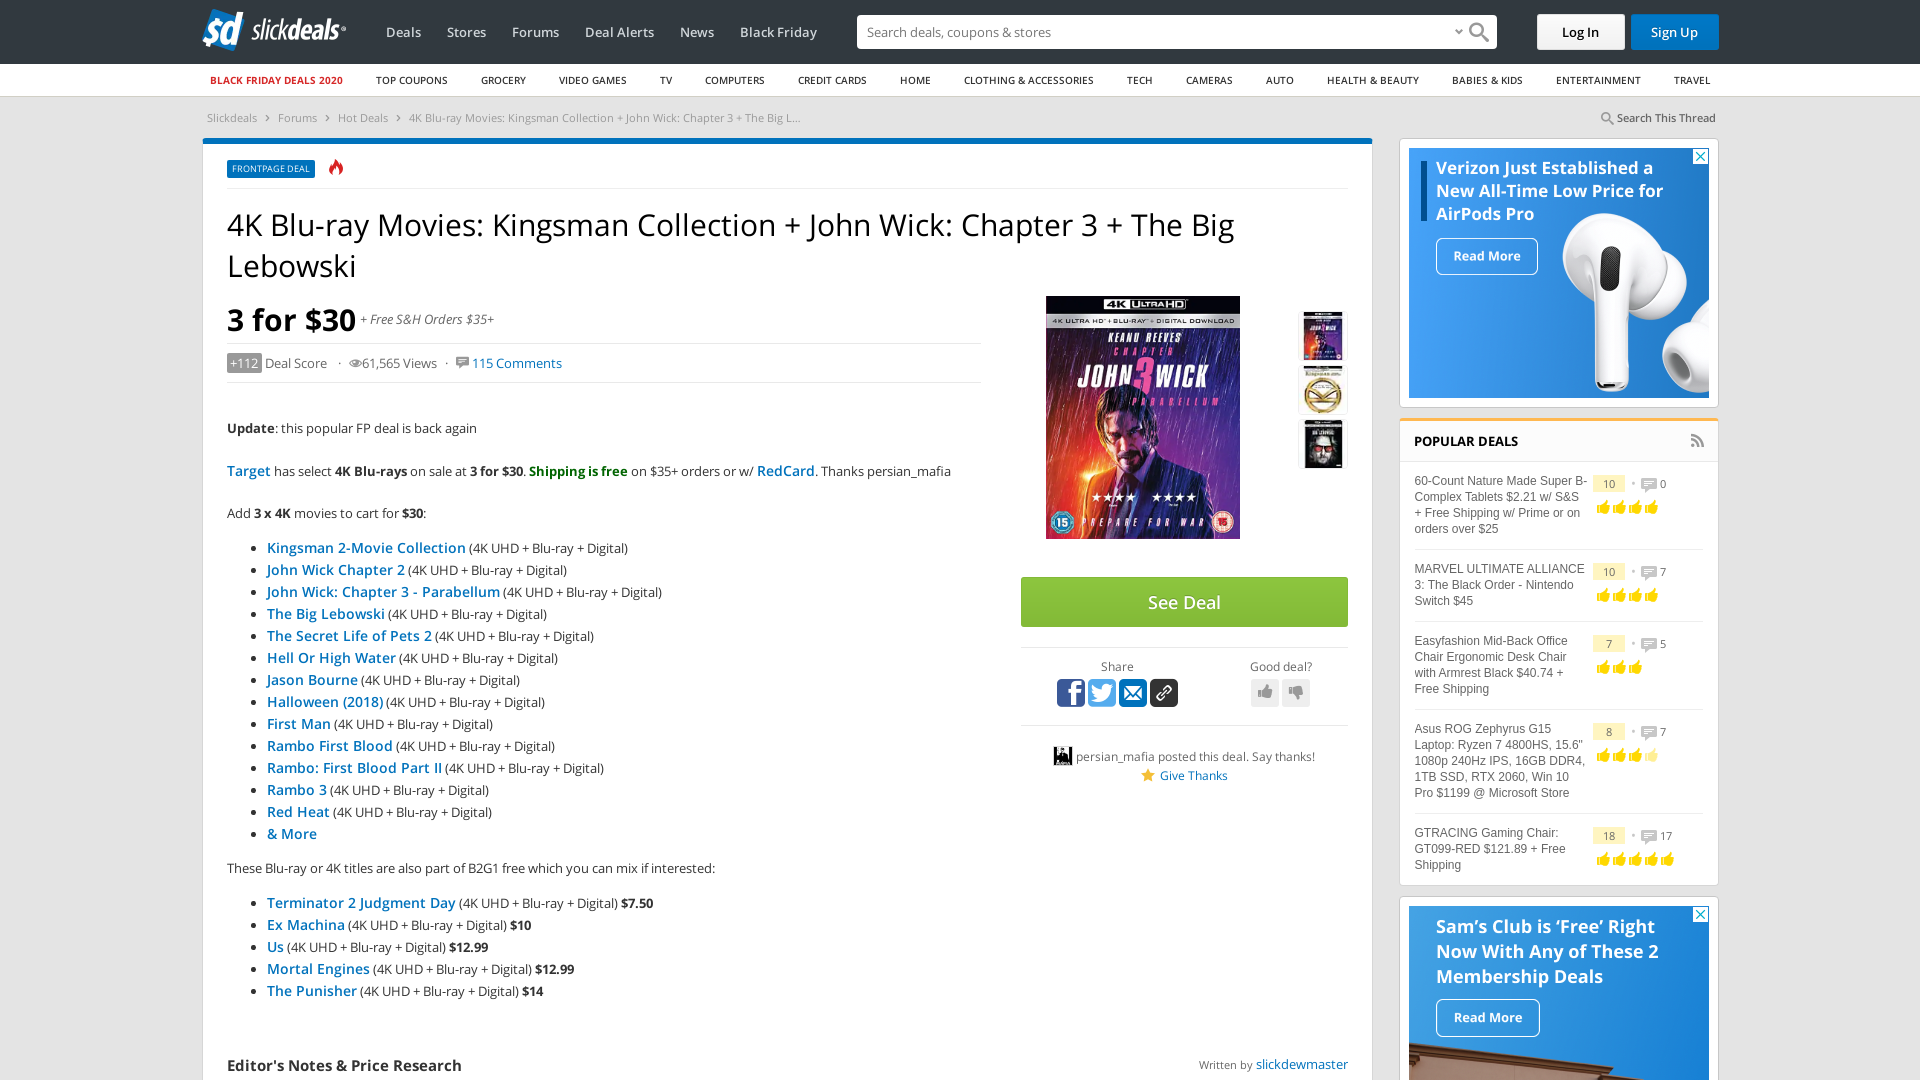 slickdeals
Deals
Stores
Forums
Deal Alerts
News
Black Friday
Search deals, coupons & stores
Log In
Sign Up
BLACK FRIDAY DEALS 2020
TOP COUPONS
GROCERY
VIDEO GAMES
TV
COMPUTERS
CREDIT CARDS
HOME
CLOTHING & ACCESSORIES
TECH
CAMERAS
AUTO
HEALTH & BEAUTY
BABIES & KIDS
ENTERTAINMENT
TRAVEL
Slickdeals › Forums › Hot Deals › 4K Blu-ray Movies: Kingsman Collection + John Wick: Chapter 3 + The Big L...
Search This Thread
FRONTPAGE DEAL
4K Blu-ray Movies: Kingsman Collection + John Wick: Chapter 3 + The Big
Lebowski
3 for $30 + Free S&H Orders $35+
+112 Deal Score · 61,565 Views · 115 Comments
Update: this popular FP deal is back again
Target has select 4K Blu-rays on sale at 3 for $30. Shipping is free on $35+ orders or w/ RedCard. Thanks persian_mafia
Add 3 x 4K movies to cart for $30:
• Kingsman 2-Movie Collection (4K UHD + Blu-ray + Digital)
• John Wick Chapter 2 (4K UHD + Blu-ray + Digital)
• John Wick: Chapter 3 - Parabellum (4K UHD + Blu-ray + Digital)
• The Big Lebowski (4K UHD + Blu-ray + Digital)
• The Secret Life of Pets 2 (4K UHD + Blu-ray + Digital)
• Hell Or High Water (4K UHD + Blu-ray + Digital)
• Jason Bourne (4K UHD + Blu-ray + Digital)
• Halloween (2018) (4K UHD + Blu-ray + Digital)
• First Man (4K UHD + Blu-ray + Digital)
• Rambo First Blood (4K UHD + Blu-ray + Digital)
• Rambo: First Blood Part II (4K UHD + Blu-ray + Digital)
• Rambo 3 (4K UHD + Blu-ray + Digital)
• Red Heat (4K UHD + Blu-ray + Digital)
• & More
These Blu-ray or 4K titles are also part of B2G1 free which you can mix if interested:
• Terminator 2 Judgment Day (4K UHD + Blu-ray + Digital) $7.50
• Ex Machina (4K UHD + Blu-ray + Digital) $10
• Us (4K UHD + Blu-ray + Digital) $12.99
• Mortal Engines (4K UHD + Blu-ray + Digital) $12.99
• The Punisher (4K UHD + Blu-ray + Digital) $14
Editor's Notes & Price Research
Written by slickdewmaster
4K ULTRA HD
4K ULTRA HD + BLU-RAY + DIGITAL DOWNLOAD
KEANU REEVES
CHAPTER
JOHN 3 WICK
PARABELLUM
★★★★ ★★★★
15 PREPARE FOR WAR 15
See Deal
Share
Good deal?
persian_mafia posted this deal. Say thanks!
Give Thanks
Verizon Just Established a
New All-Time Low Price for
AirPods Pro
Read More
POPULAR DEALS
60-Count Nature Made Super B-
Complex Tablets $2.21 w/ S&S
+ Free Shipping w/ Prime or on
orders over $25
10 • 0
MARVEL ULTIMATE ALLIANCE
3: The Black Order - Nintendo
Switch $45
10 • 7
Easyfashion Mid-Back Office
Chair Ergonomic Desk Chair
with Armrest Black $40.74 +
Free Shipping
7 • 5
Asus ROG Zephyrus G15
Laptop: Ryzen 7 4800HS, 15.6"
1080p 240Hz IPS, 16GB DDR4,
1TB SSD, RTX 2060, Win 10
Pro $1199 @ Microsoft Store
8 • 7
GTRACING Gaming Chair:
GT099-RED $121.89 + Free
Shipping
18 • 17
Sam's Club is 'Free' Right
Now With Any of These 2
Membership Deals
Read More